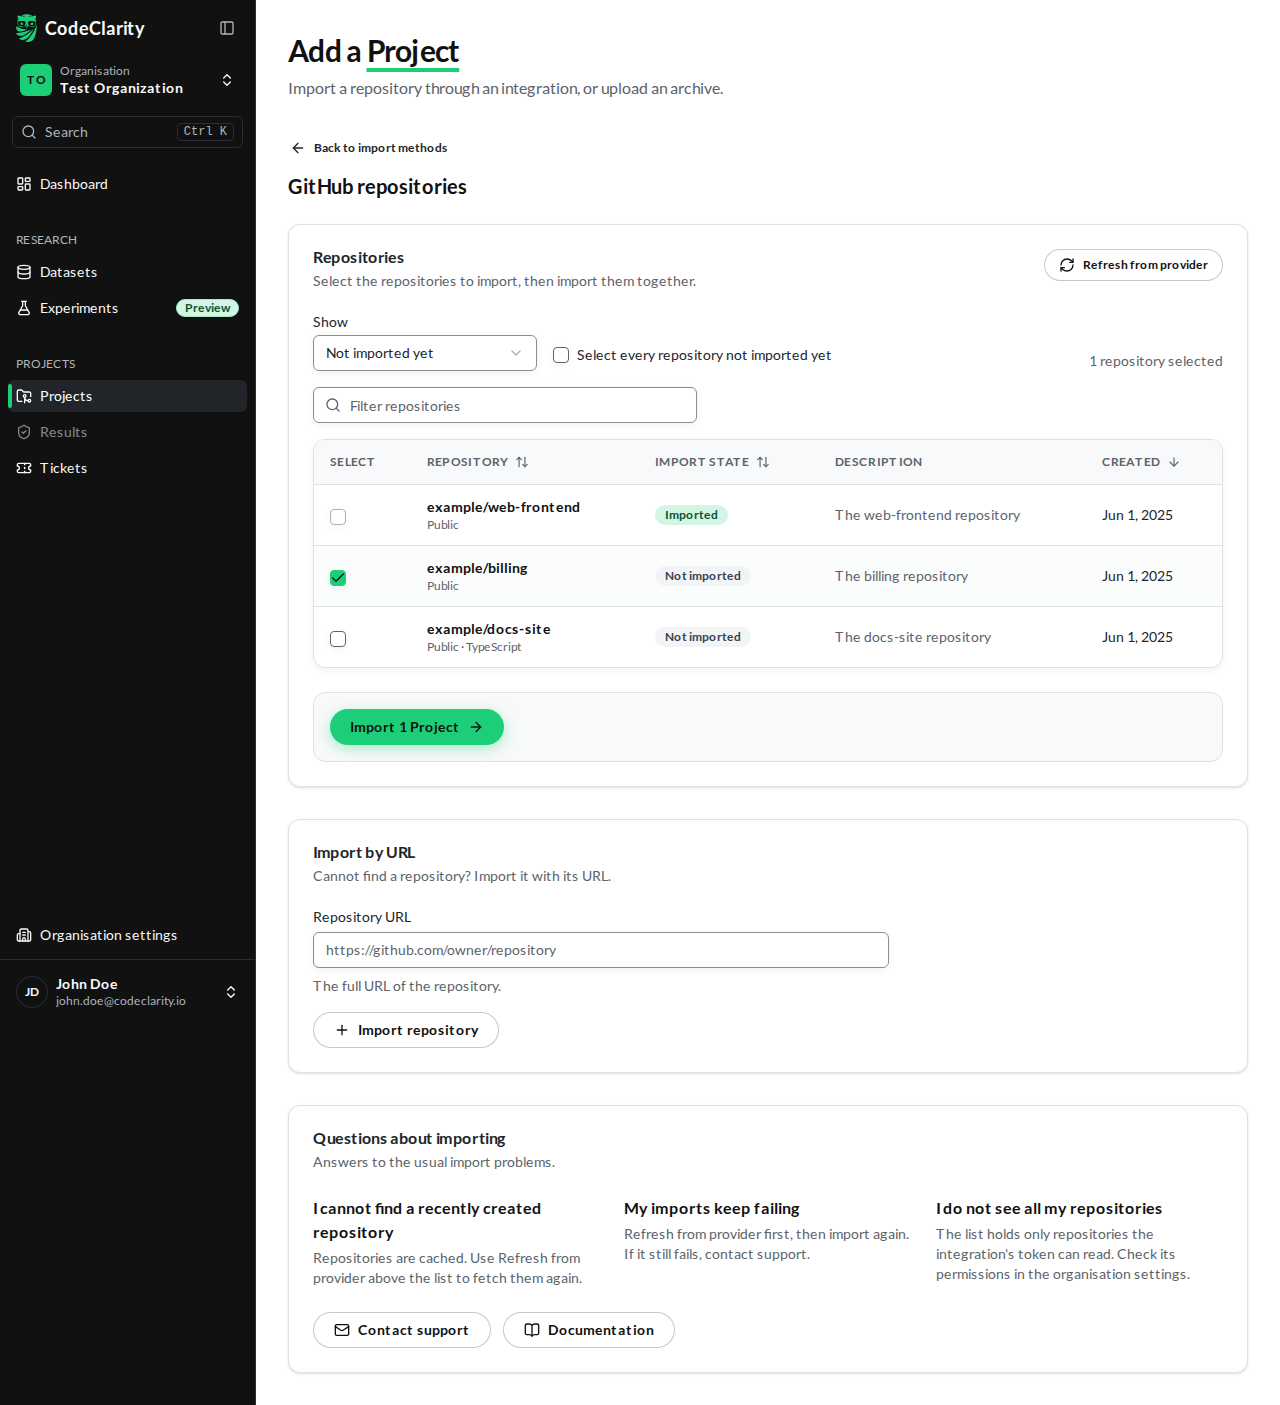 CodeClarity
TO
Organisation
Test Organization
Search
Ctrl K
Dashboard
RESEARCH
Datasets
Experiments
Preview
PROJECTS
Projects
Results
Tickets
Organisation settings
JD
John Doe
john.doe@codeclarity.io
Add a Project
Import a repository through an integration, or upload an archive.
Back to import methods
GitHub repositories
Repositories
Select the repositories to import, then import them together.
Refresh from provider
Show
Not imported yet
Select every repository not imported yet
1 repository selected
Filter repositories
SELECT REPOSITORY IMPORT STATE DESCRIPTION CREATED
example/web-frontend
Public
Imported
The web-frontend repository
Jun 1, 2025
example/billing
Public
Not imported
The billing repository
Jun 1, 2025
example/docs-site
Public · TypeScript
Not imported
The docs-site repository
Jun 1, 2025
Import 1 Project
Import by URL
Cannot find a repository? Import it with its URL.
Repository URL
https://github.com/owner/repository
The full URL of the repository.
Import repository
Questions about importing
Answers to the usual import problems.
I cannot find a recently created
repository
Repositories are cached. Use Refresh from
provider above the list to fetch them again.
My imports keep failing
Refresh from provider first, then import again.
If it still fails, contact support.
I do not see all my repositories
The list holds only repositories the
integration's token can read. Check its
permissions in the organisation settings.
Contact support
Documentation